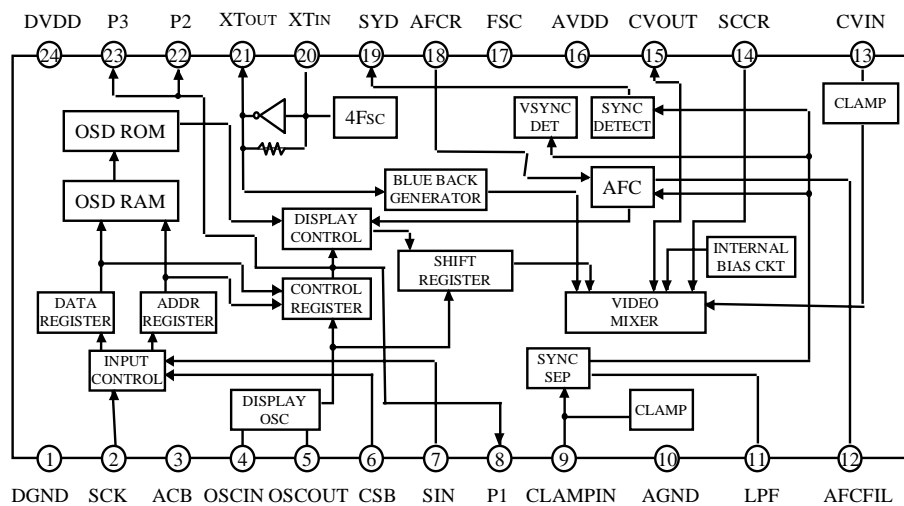 DVDD P3 P2 XTOUT XTIN SYD AFCR FSC AVDD CVOUT SCCR CVIN
24 23 22 21 20 19 18 17 16 15 14 13
OSD ROM
4FSC
VSYNC
DET
SYNC
DETECT
CLAMP
OSD RAM
BLUE BACK
GENERATOR
AFC
DISPLAY
CONTROL
SHIFT
REGISTER
INTERNAL
BIAS CKT
DATA
REGISTER
ADDR
REGISTER
CONTROL
REGISTER
VIDEO
MIXER
INPUT
CONTROL
SYNC
SEP
DISPLAY
OSC
CLAMP
1 2 3 4 5 6 7 8 9 10 11 12
DGND SCK ACB OSCIN OSCOUT CSB SIN P1 CLAMPIN AGND LPF AFCFIL